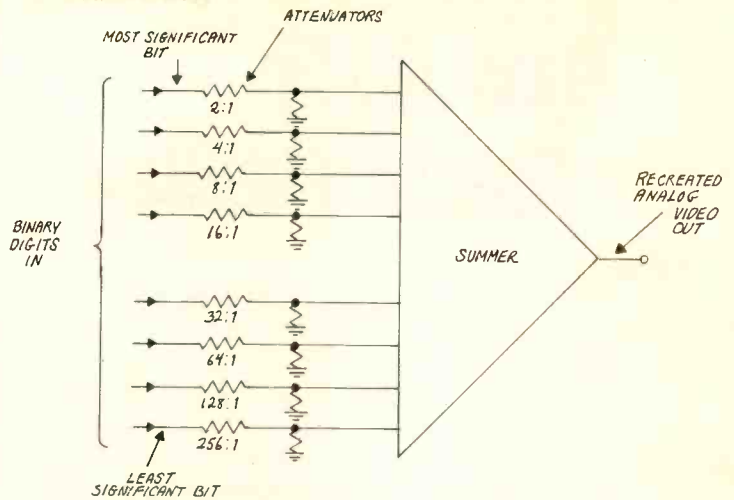 ATTENUATORS
MOST SIGNIFICANT
BIT
2:1
4:1
8:1
16:1
BINARY
DIGITS
IN
SUMMER
RECREATED
ANALOG
VIDEO
OUT
32:1
64:1
128:1
256:1
LEAST
SIGNIFICANT BIT